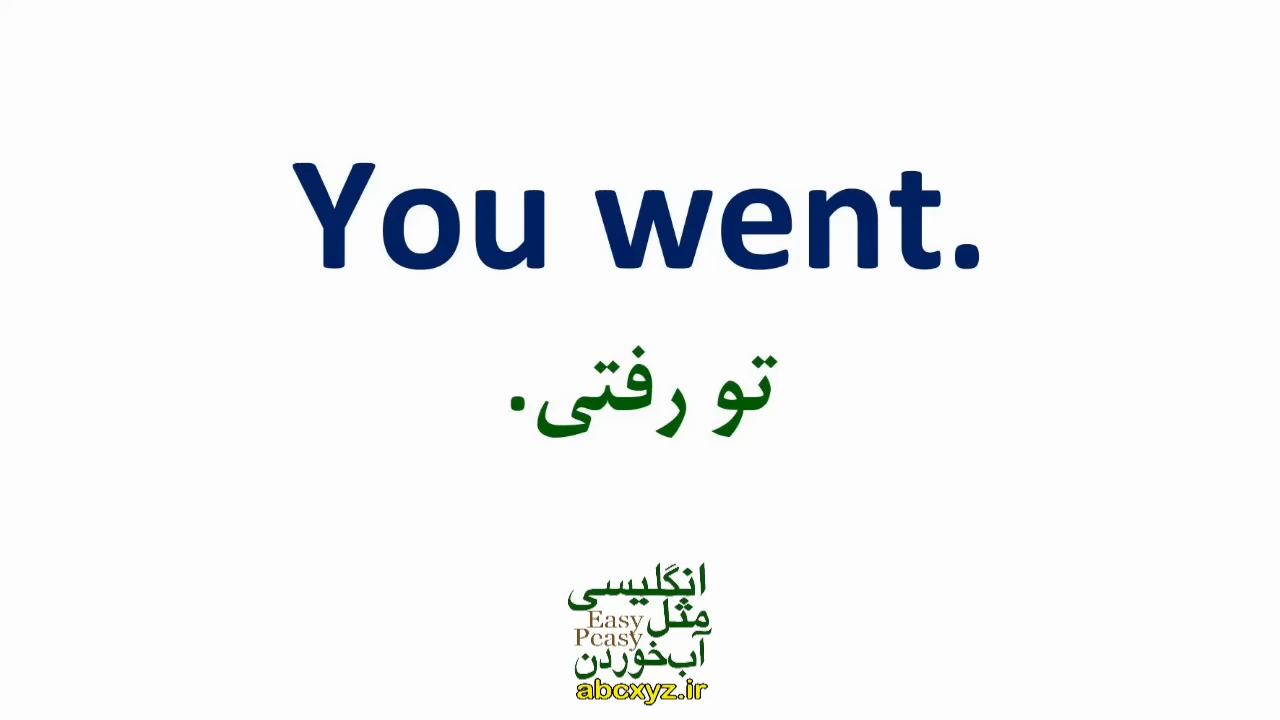 You went.
تو رفتی.
انگلیسی
مثل
Easy
Peasy
آب‌خوردن
abcxyz.ir